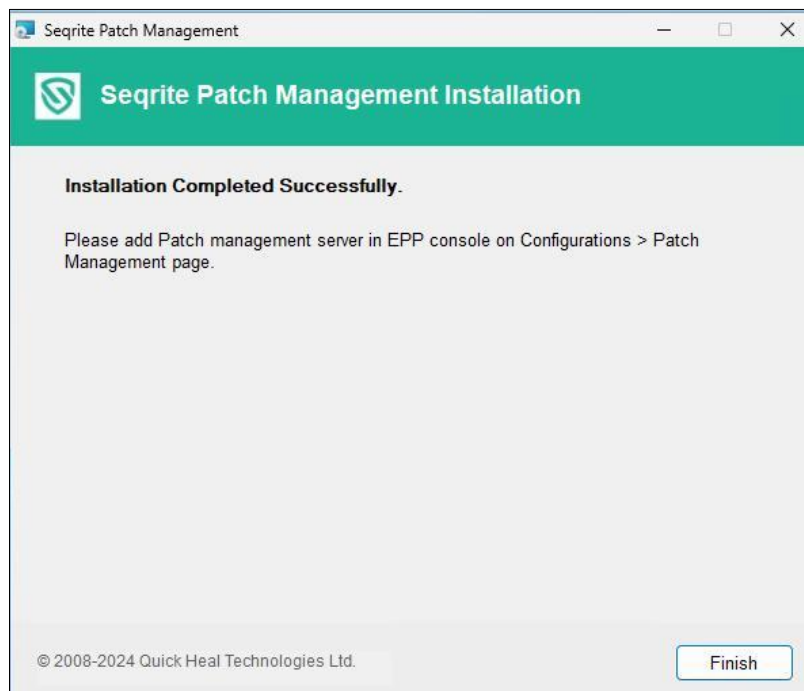 Seqrite Patch Management
Seqrite Patch Management Installation
Installation Completed Successfully.
Please add Patch management server in EPP console on Configurations > Patch
Management page.
© 2008-2024 Quick Heal Technologies Ltd.
Finish